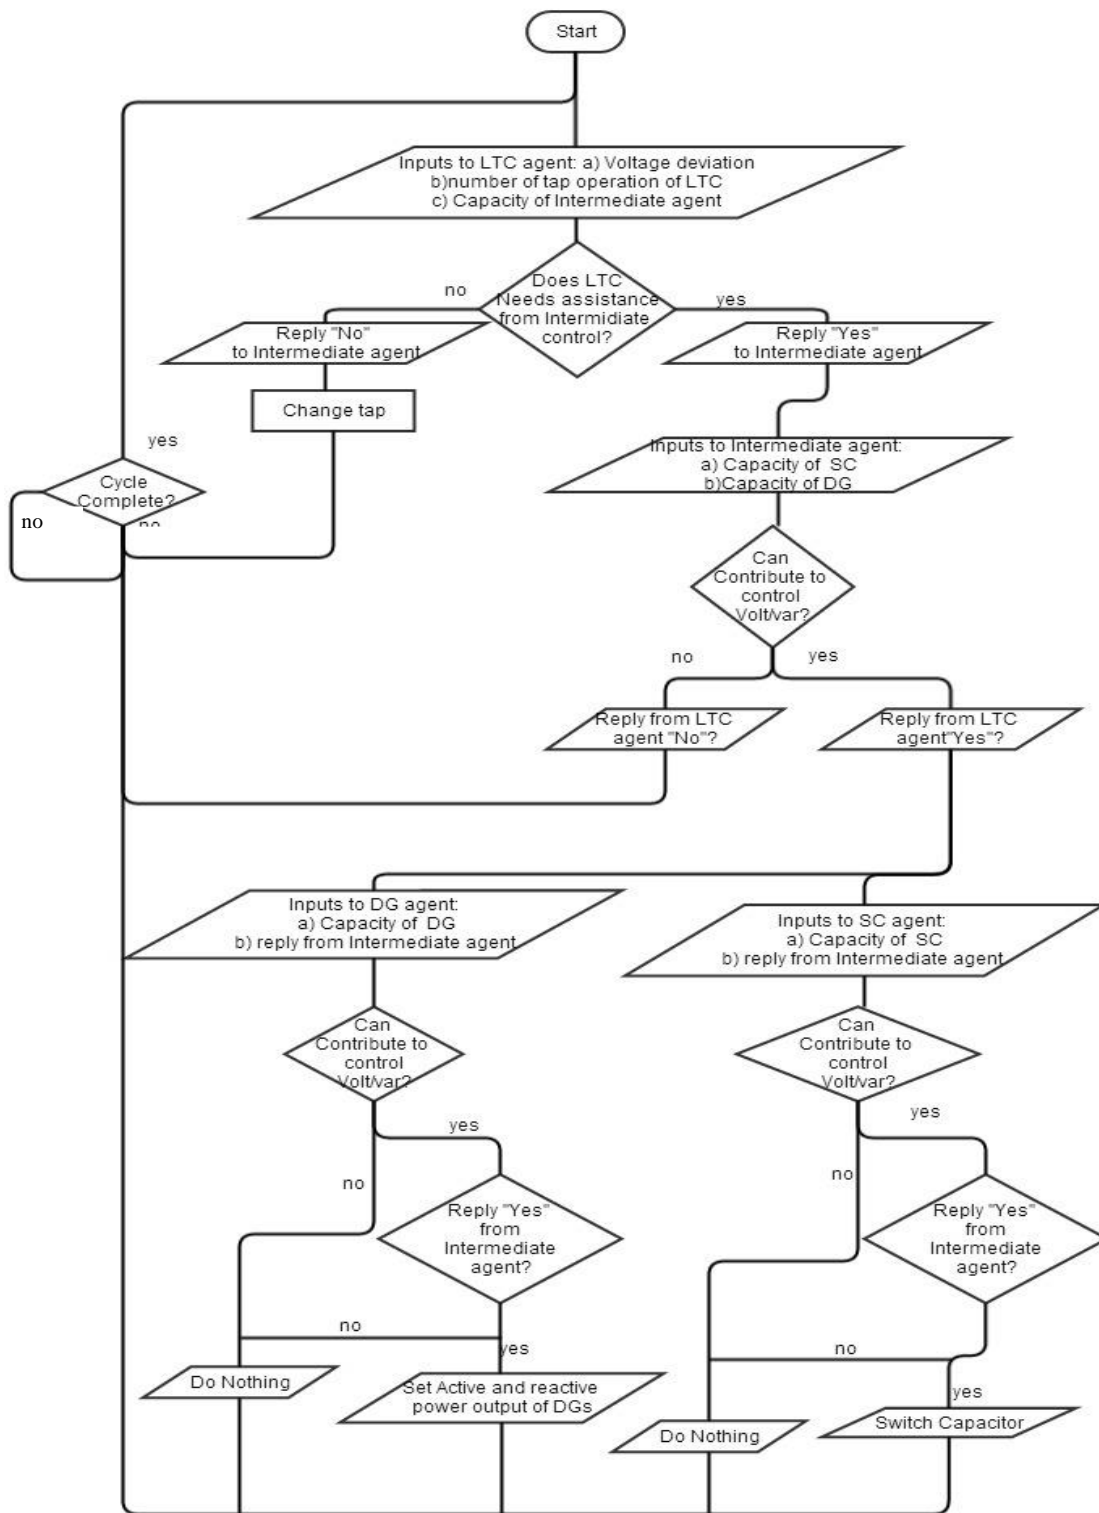 Start
Inputs to LTC agent: a) Voltage deviation
b)number of tap operation of LTC
c) Capacity of Intermediate agent
Does LTC
Needs assistance
from Intermidiate
control?
no
yes
Reply "No"
to Intermediate agent
Reply "Yes"
to Intermediate agent
Change tap
yes
Cycle
Complete?
no
no
Inputs to Intermediate agent:
a) Capacity of SC
b)Capacity of DG
Can
Contribute to
control
Volt/var?
no
yes
Reply from LTC
agent "No"?
Reply from LTC
agent"Yes"?
Inputs to DG agent:
a) Capacity of DG
b) reply from Intermediate agent
Inputs to SC agent:
a) Capacity of SC
b) reply from Intermediate agent
Can
Contribute to
control
Volt/var?
Can
Contribute to
control
Volt/var?
yes
no
yes
no
Reply "Yes"
from
Intermediate
agent?
Reply "Yes"
from
Intermediate
agent?
no
yes
no
yes
Do Nothing
Set Active and reactive
power output of DGs
Do Nothing
Switch Capacitor